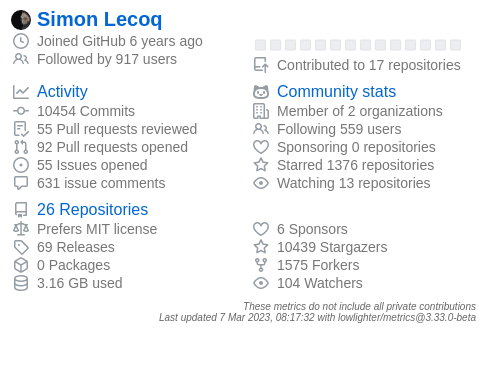 Simon Lecoq
Joined GitHub 6 years ago
Followed by 917 users
Contributed to 17 repositories
Activity
10454 Commits
55 Pull requests reviewed
92 Pull requests opened
55 Issues opened
631 issue comments
Community stats
Member of 2 organizations
Following 559 users
Sponsoring 0 repositories
Starred 1376 repositories
Watching 13 repositories
26 Repositories
Prefers MIT license
69 Releases
0 Packages
3.16 GB used
6 Sponsors
10439 Stargazers
1575 Forkers
104 Watchers
These metrics do not include all private contributions
Last updated 7 Mar 2023, 08:17:32 with lowlighter/metrics@3.33.0-beta